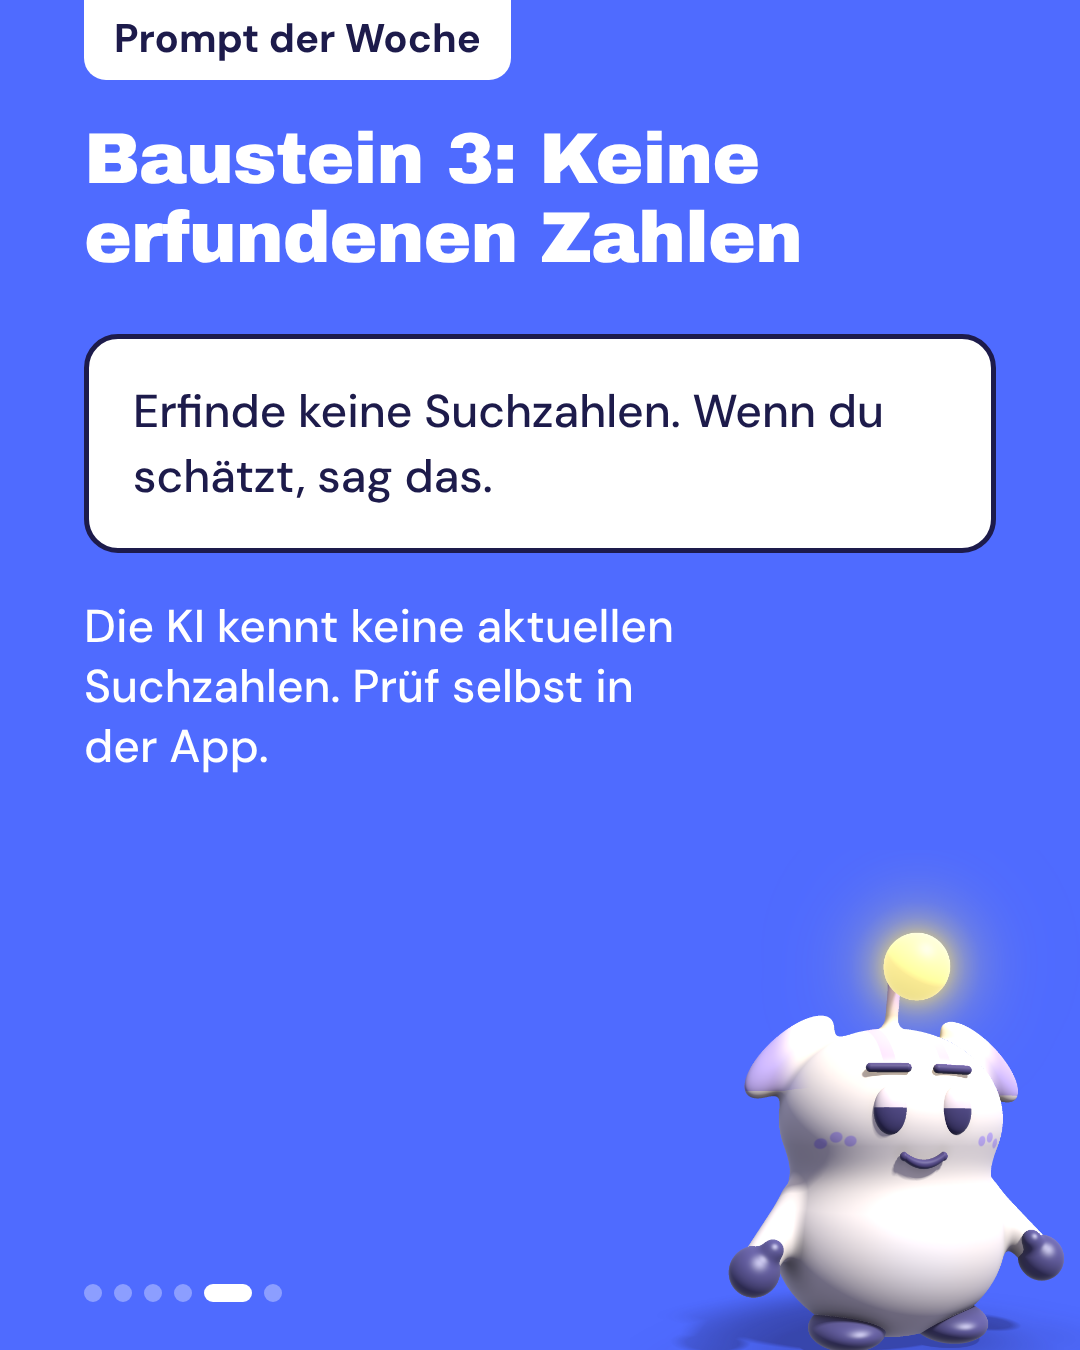 Prompt der Woche
Baustein 3: Keine
erfundenen Zahlen
Erfinde keine Suchzahlen. Wenn du
schätzt, sag das.
Die KI kennt keine aktuellen
Suchzahlen. Prüf selbst in
der App.